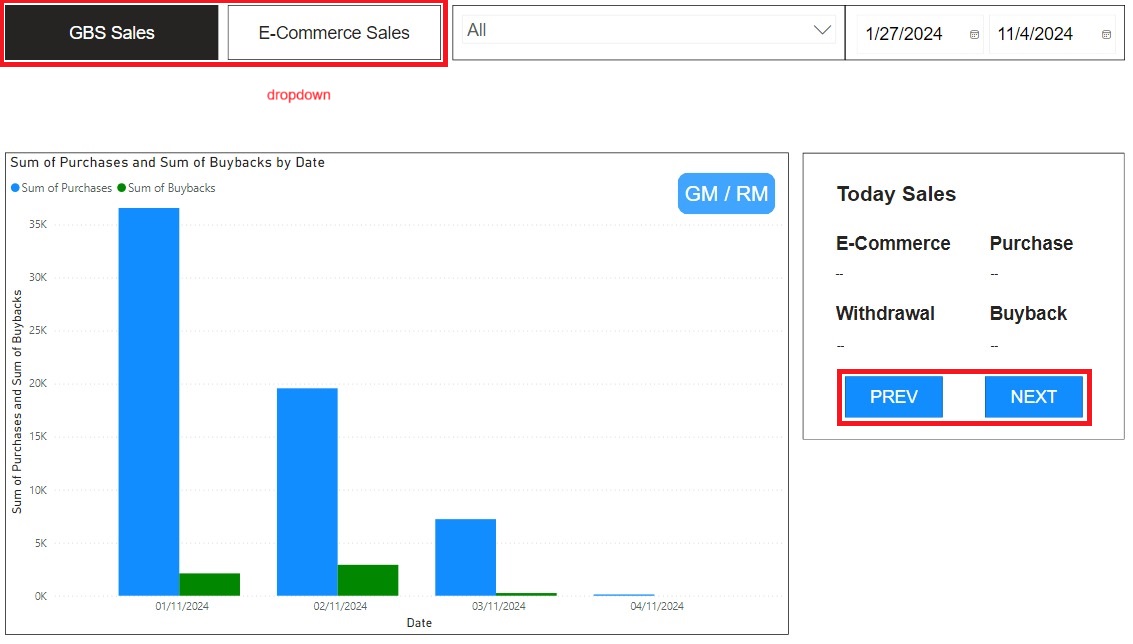 GBS Sales
E-Commerce Sales
All
1/27/2024
11/4/2024
dropdown
Sum of Purchases and Sum of Buybacks by Date
Sum of Purchases
Sum of Buybacks
GM / RM
Sum of Purchases and Sum of Buybacks
35K
30K
25K
20K
15K
10K
5K
0K
01/11/2024
02/11/2024
03/11/2024
04/11/2024
Date
Today Sales
E-Commerce
Purchase
--
--
Withdrawal
Buyback
--
--
PREV
NEXT